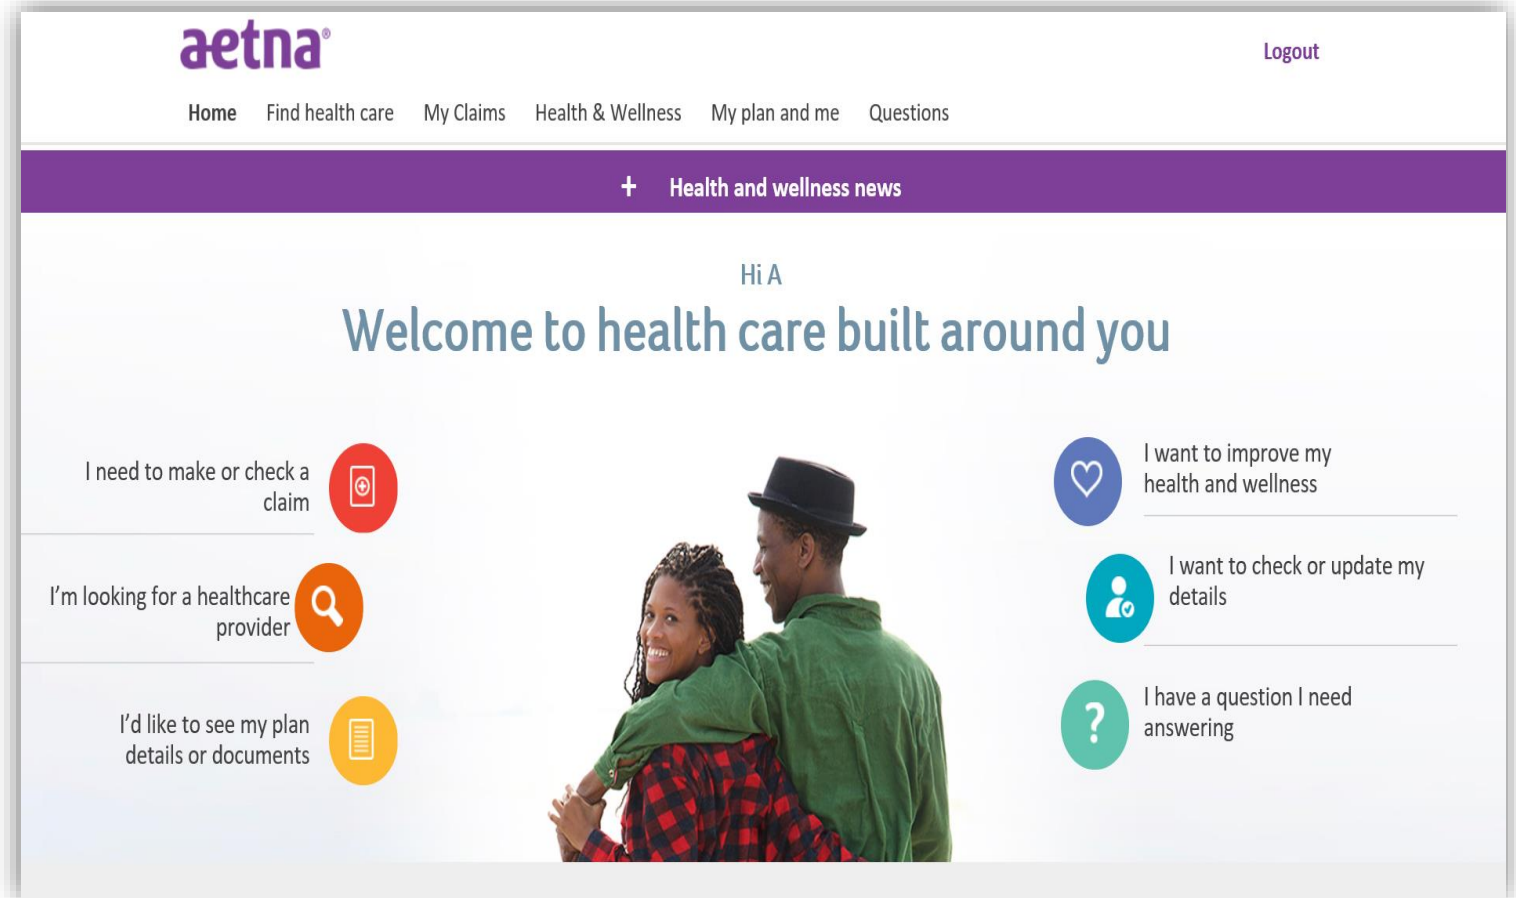 aetna®
Logout
Home Find health care My Claims Health & Wellness My plan and me Questions
+ Health and wellness news
Hi A
Welcome to health care built around you
I need to make or check a
claim
I'm looking for a healthcare
provider
I'd like to see my plan
details or documents
I want to improve my
health and wellness
I want to check or update my
details
?
I have a question I need
answering